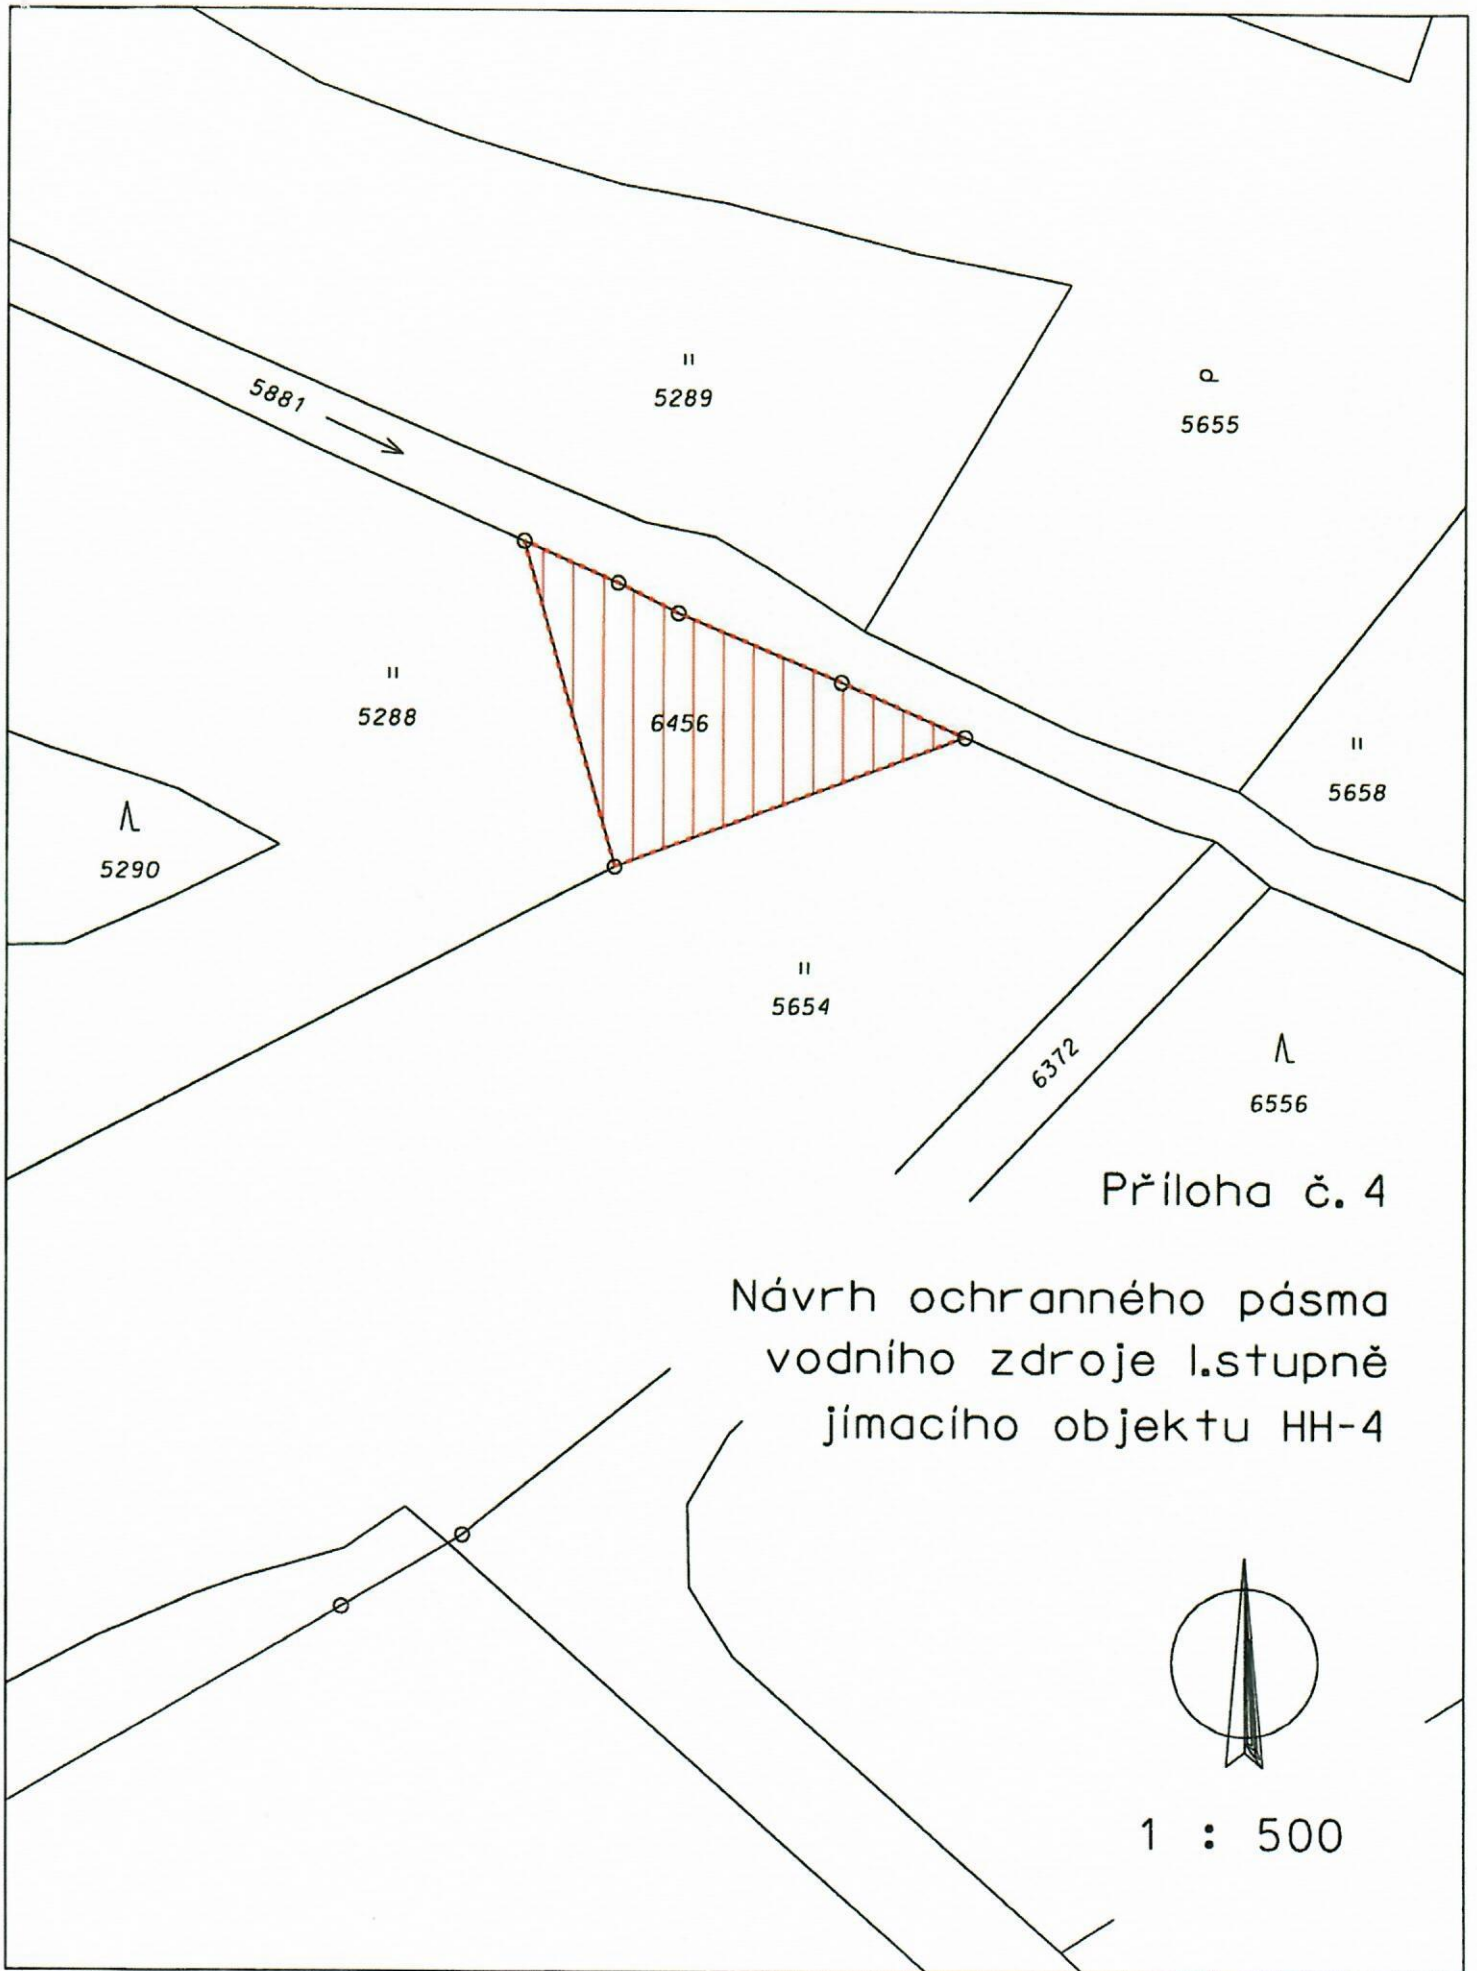 5289
5655
5881
5288
6456
5658
5290
5654
6372
6556
Příloha č. 4
Návrh ochranného pásma
vodního zdroje I.stupně
jímacího objektu HH-4
1 : 500